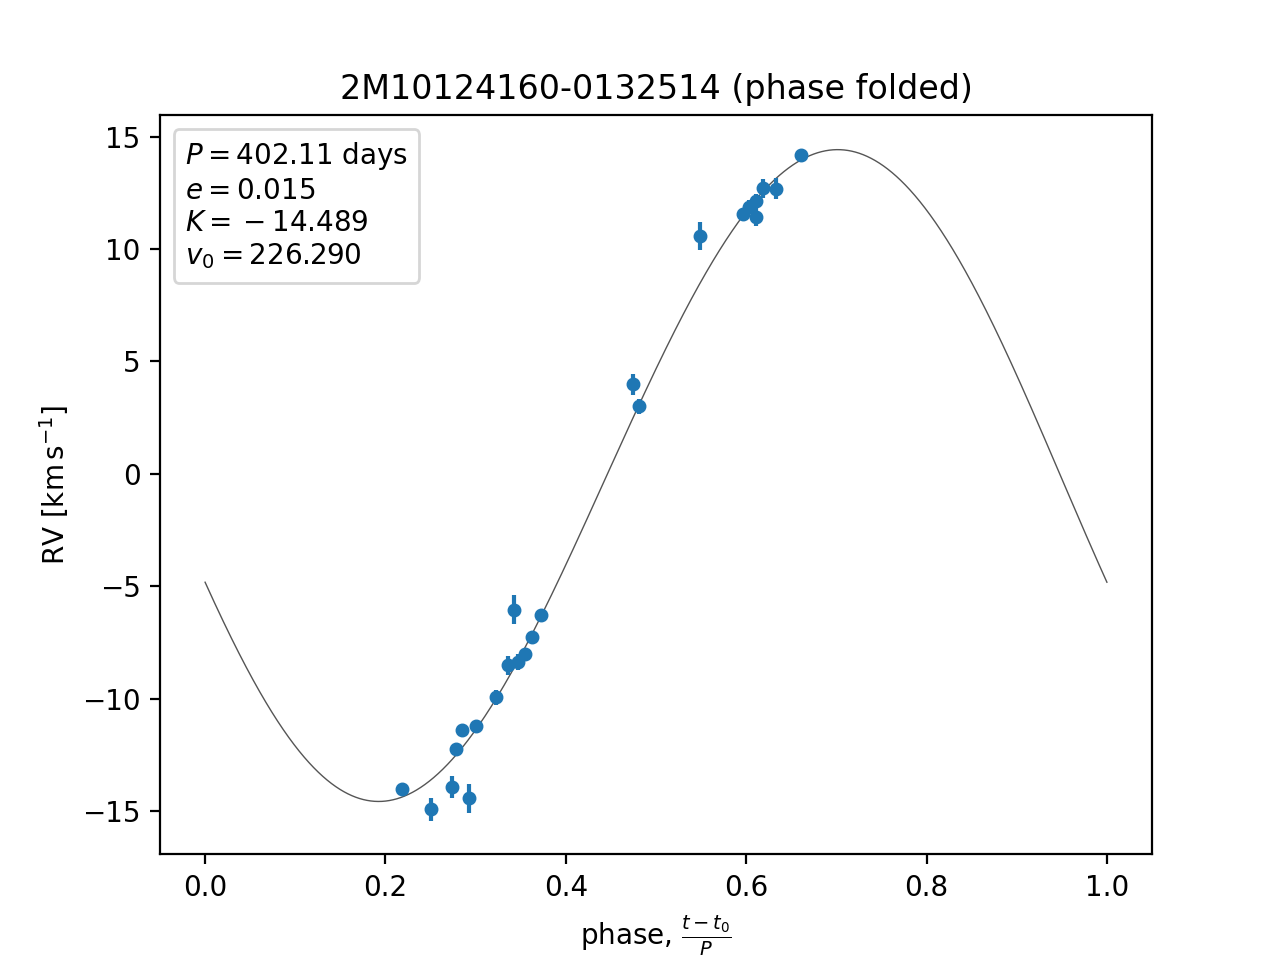 2M10124160-0132514 (phase folded)
P = 402.11 days
e = 0.015
K = − 14.489
v₀ = 226.290
15
10
5
0
−5
−10
−15
RV [km s⁻¹]
0.0 0.2 0.4 0.6 0.8 1.0
phase, (t − t₀)/P